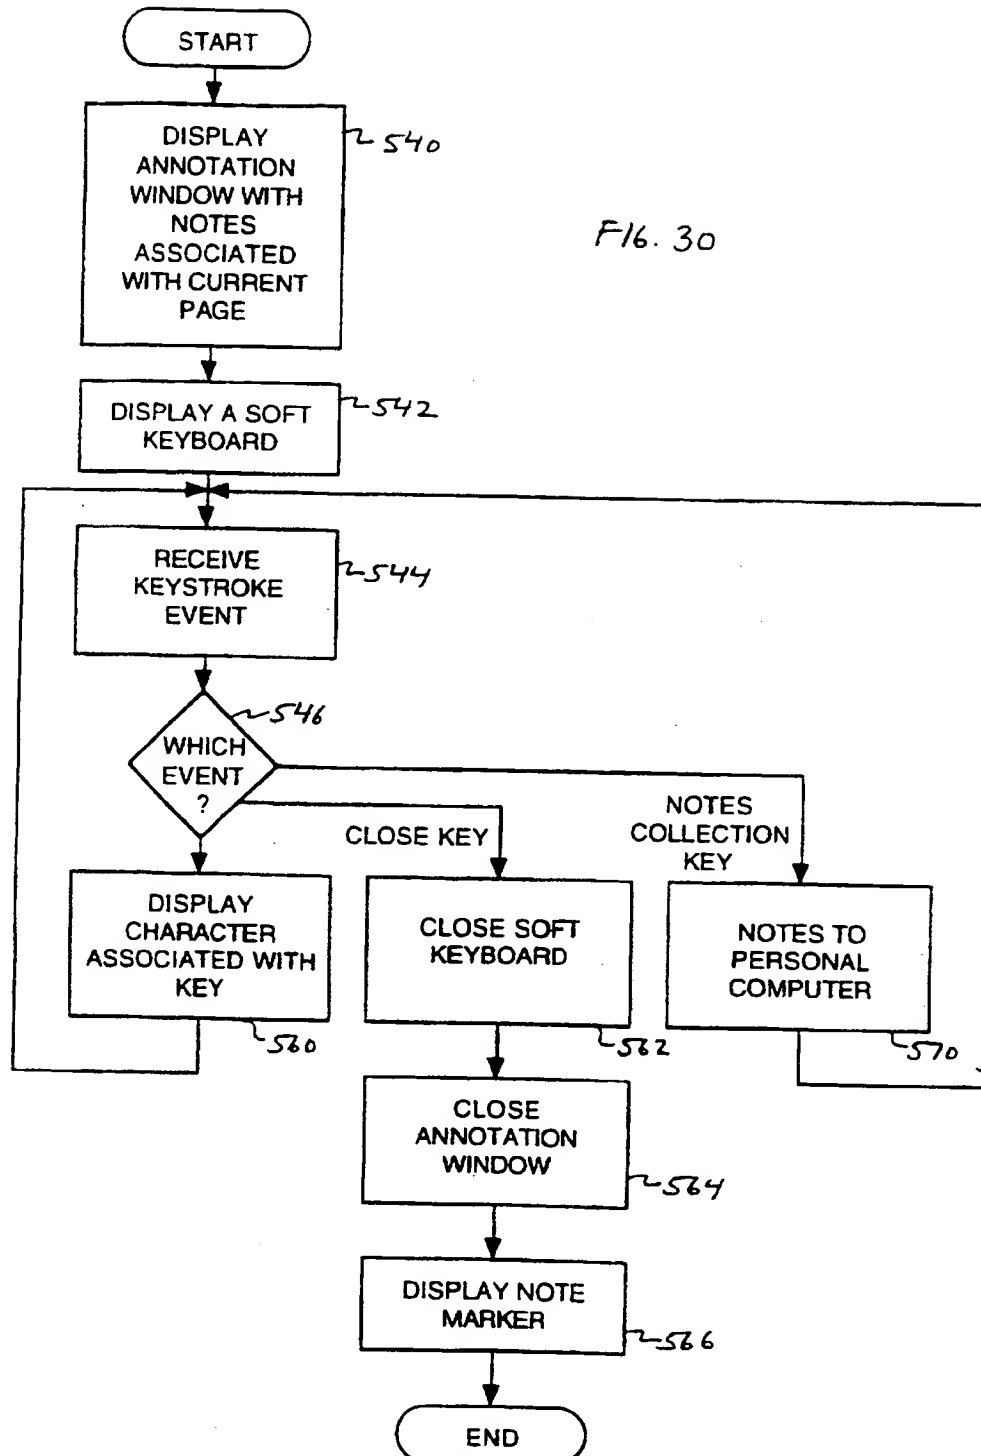 START
DISPLAY
ANNOTATION
WINDOW WITH
NOTES
ASSOCIATED
WITH CURRENT
PAGE
540
FIG. 30
DISPLAY A SOFT
KEYBOARD
542
RECEIVE
KEYSTROKE
EVENT
544
WHICH
EVENT
?
546
CLOSE KEY
NOTES
COLLECTION
KEY
DISPLAY
CHARACTER
ASSOCIATED WITH
KEY
560
CLOSE SOFT
KEYBOARD
562
NOTES TO
PERSONAL
COMPUTER
570
CLOSE
ANNOTATION
WINDOW
564
DISPLAY NOTE
MARKER
566
END